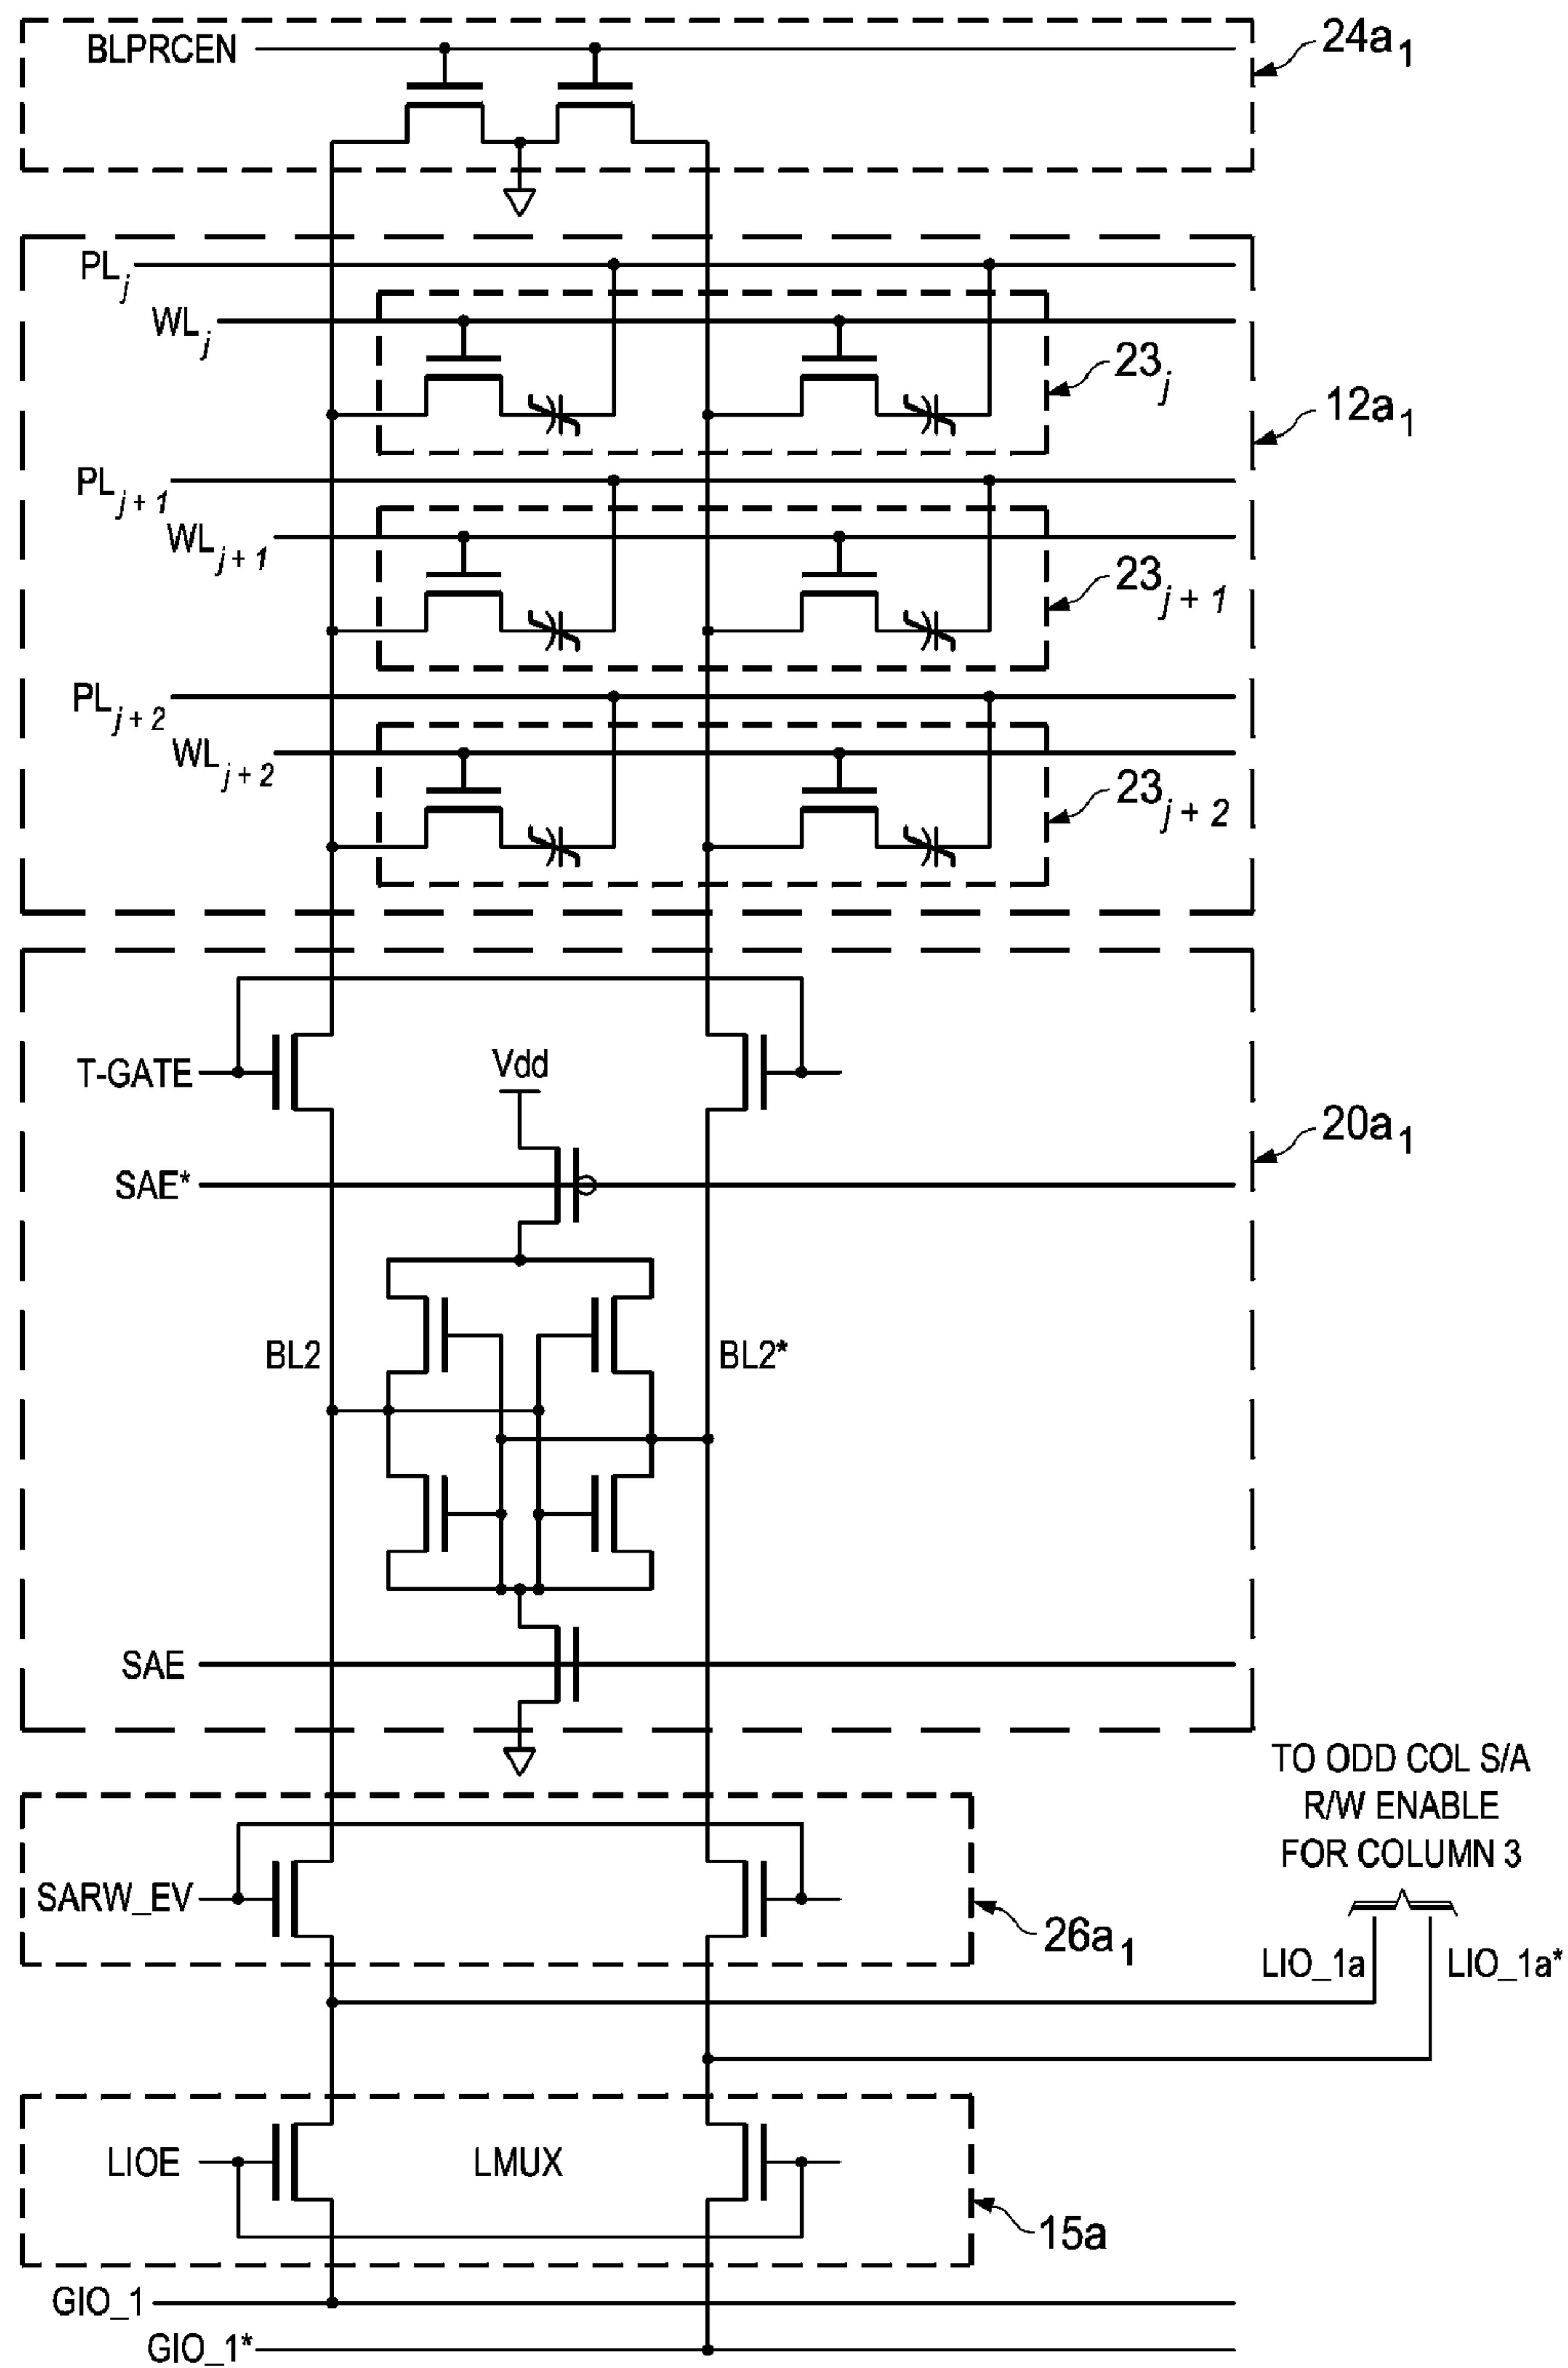 BLPRCEN
24a1
PLj
WLj
23j
12a1
PLj+1
WLj+1
23j+1
PLj+2
WLj+2
23j+2
T-GATE
Vdd
20a1
SAE*
BL2
BL2*
SAE
TO ODD COL S/A
R/W ENABLE
FOR COLUMN 3
SARW_EV
26a1
LIO_1a
LIO_1a*
LIOE
LMUX
15a
GIO_1
GIO_1*